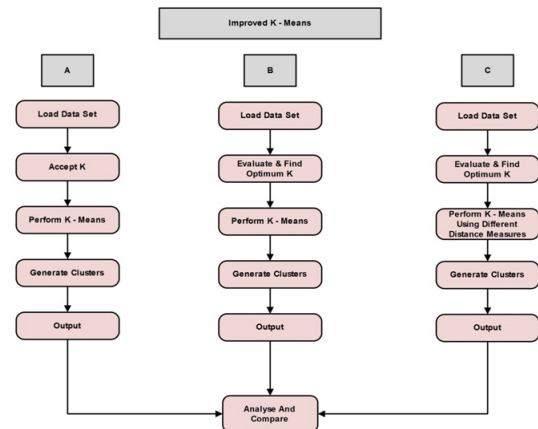 Improved K - Means
A
B
C
Load Data Set
Accept K
Perform K - Means
Generate Clusters
Output
Load Data Set
Evaluate & Find
Optimum K
Perform K - Means
Generate Clusters
Output
Load Data Set
Evaluate & Find
Optimum K
Perform K - Means
Using Different
Distance Measures
Generate Clusters
Output
Analyse And
Compare